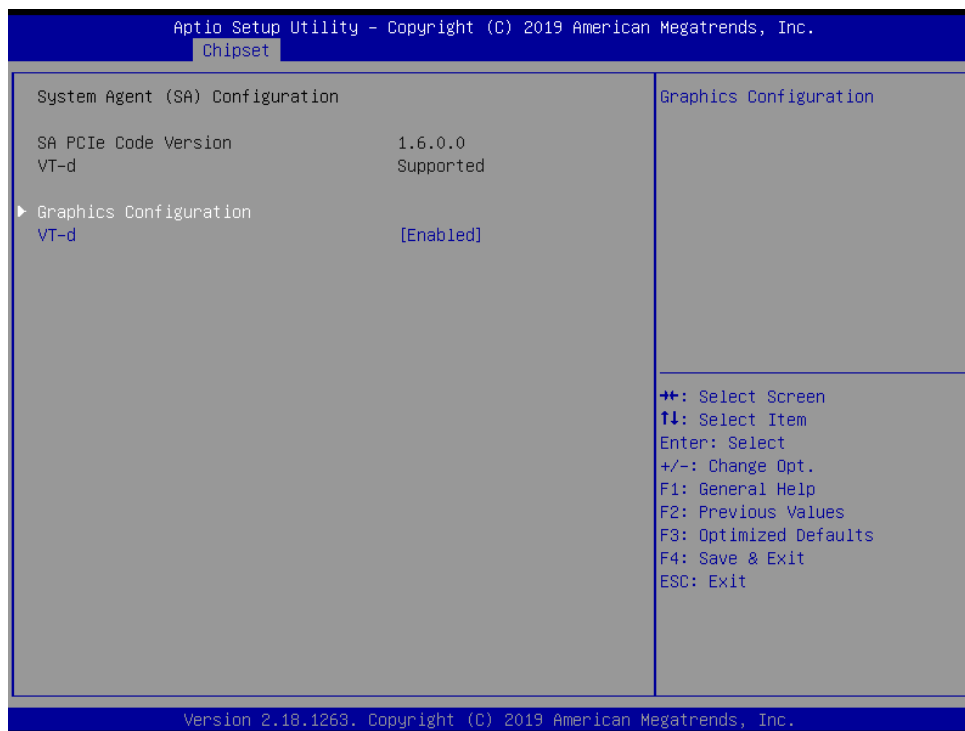 Aptio Setup Utility – Copyright (C) 2019 American Megatrends, Inc.
Chipset
System Agent (SA) Configuration
SA PCIe Code Version 1.6.0.0
VT-d Supported
▶ Graphics Configuration
VT-d [Enabled]
Graphics Configuration
→←: Select Screen
↑↓: Select Item
Enter: Select
+/-: Change Opt.
F1: General Help
F2: Previous Values
F3: Optimized Defaults
F4: Save & Exit
ESC: Exit
Version 2.18.1263. Copyright (C) 2019 American Megatrends, Inc.